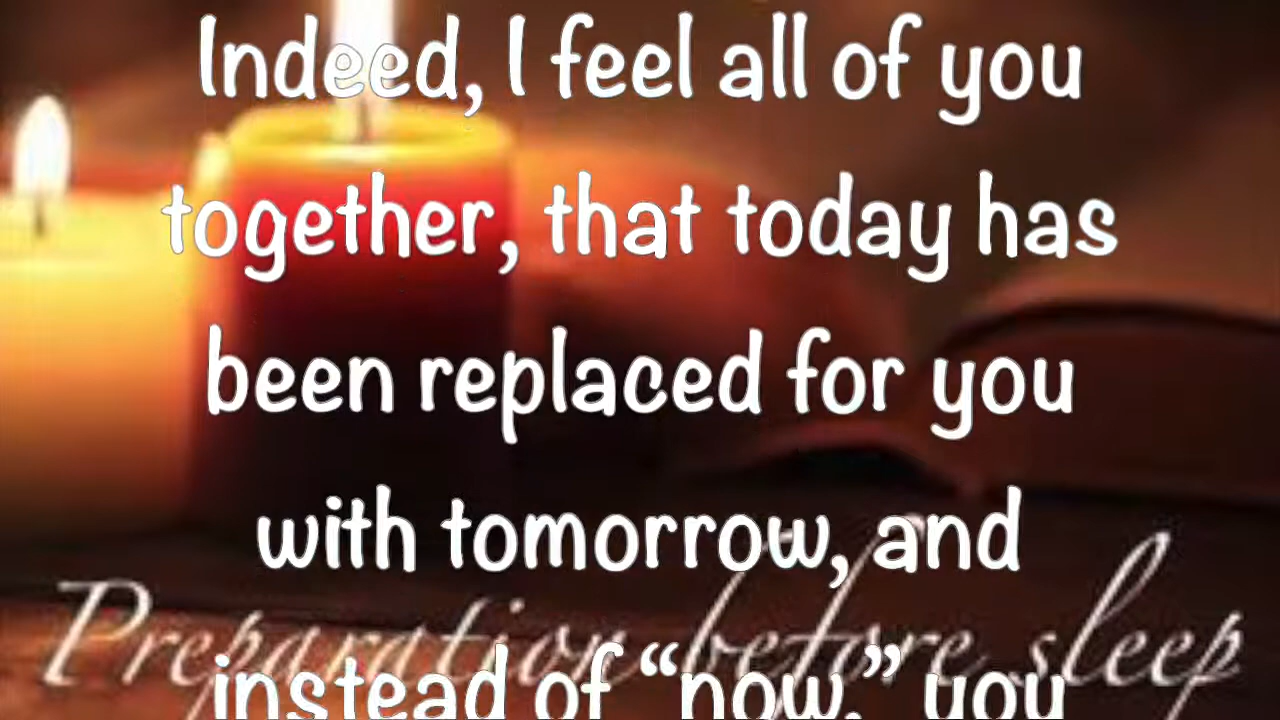 Indeed, I feel all of you
together, that today has
been replaced for you
with tomorrow, and
Preparation before sleep
instead of “now,” you